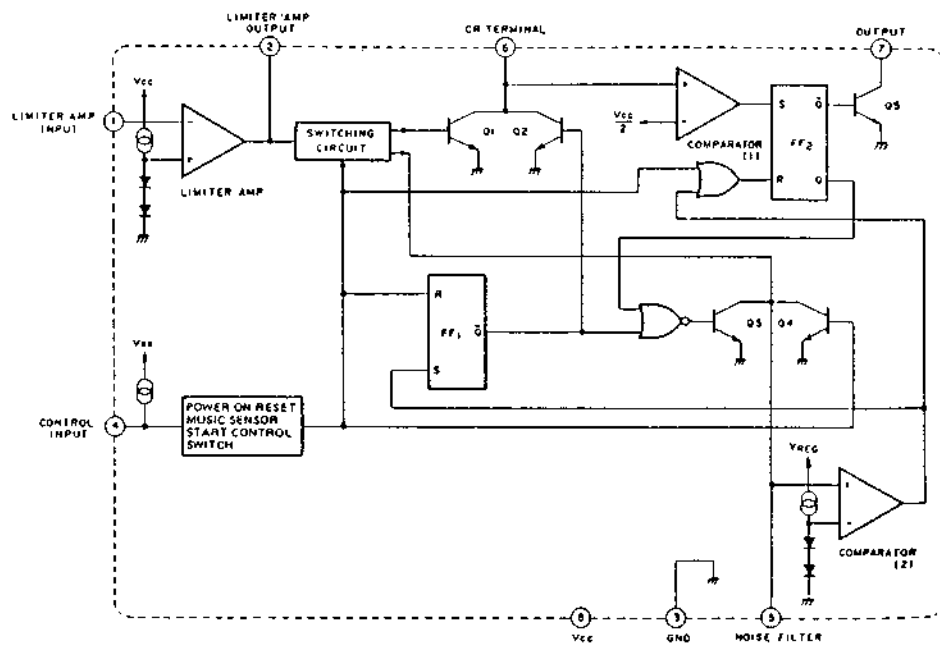 LIMITER AMP
OUTPUT
2
CR TERMINAL
6
OUTPUT
7
Vcc
LIMITER AMP
INPUT
1
-
+
LIMITER AMP
SWITCHING
CIRCUIT
Q1
Q2
Vcc
2
+
-
COMPARATOR
(1)
S
Q̄
FF2
R
Q
Q5
R
FF1
Q̄
S
Q3
Q4
Vcc
CONTROL
INPUT
4
POWER ON RESET
MUSIC SENSOR
START CONTROL
SWITCH
VREG
+
-
COMPARATOR
(2)
8
Vcc
3
GND
5
NOISE FILTER